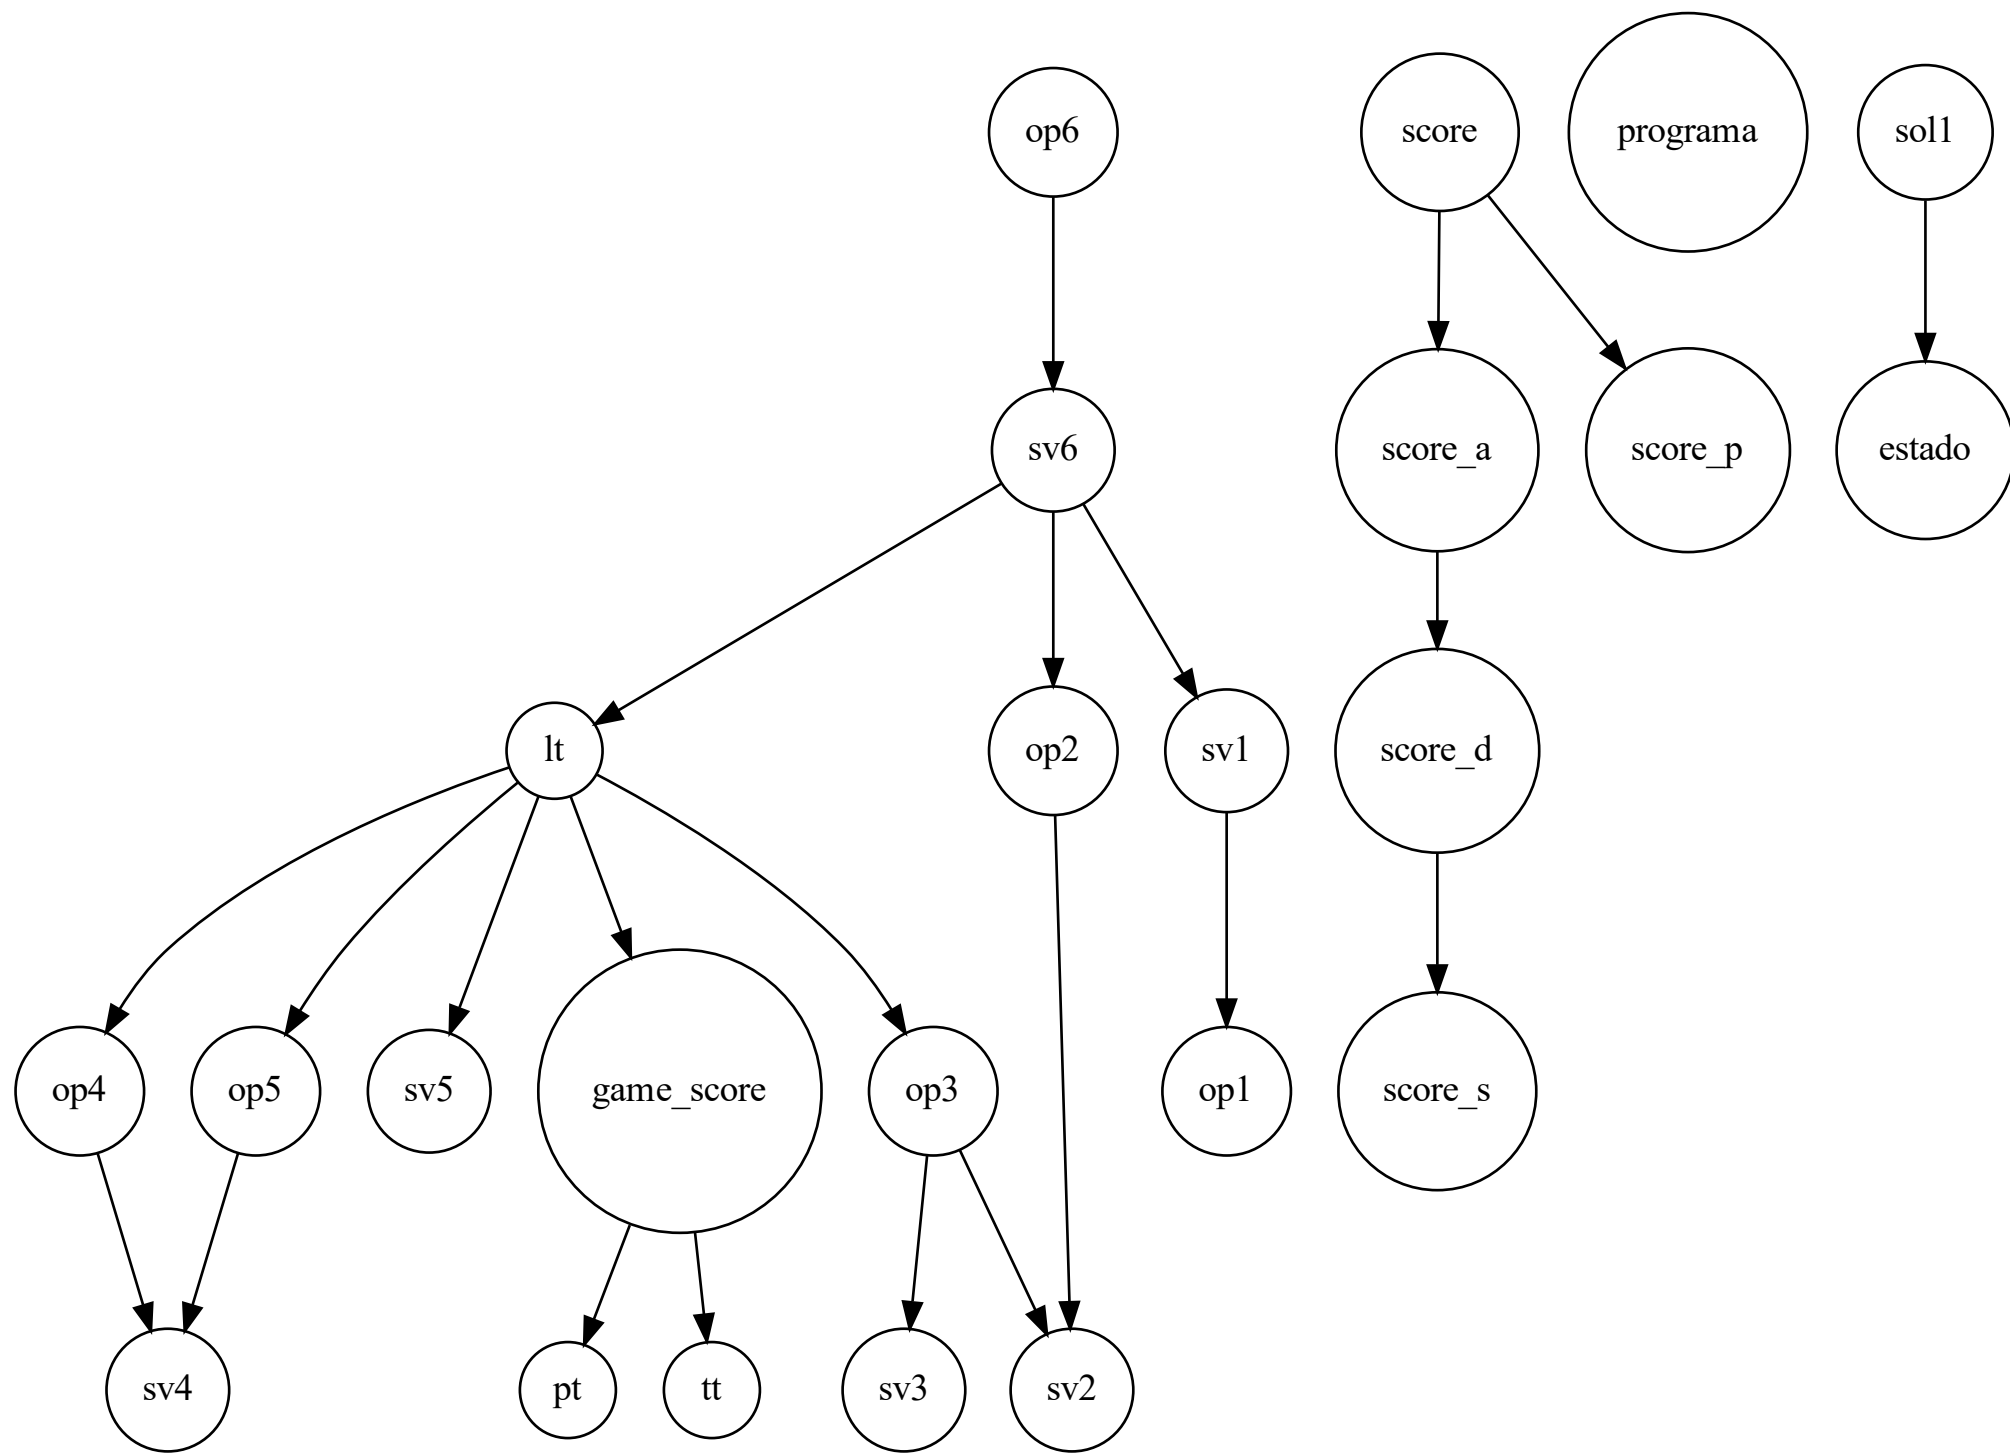 op6
score
programa
sol1
sv6
score_a
score_p
estado
lt
op2
sv1
score_d
op4
op5
sv5
game_score
op3
op1
score_s
sv4
pt
tt
sv3
sv2